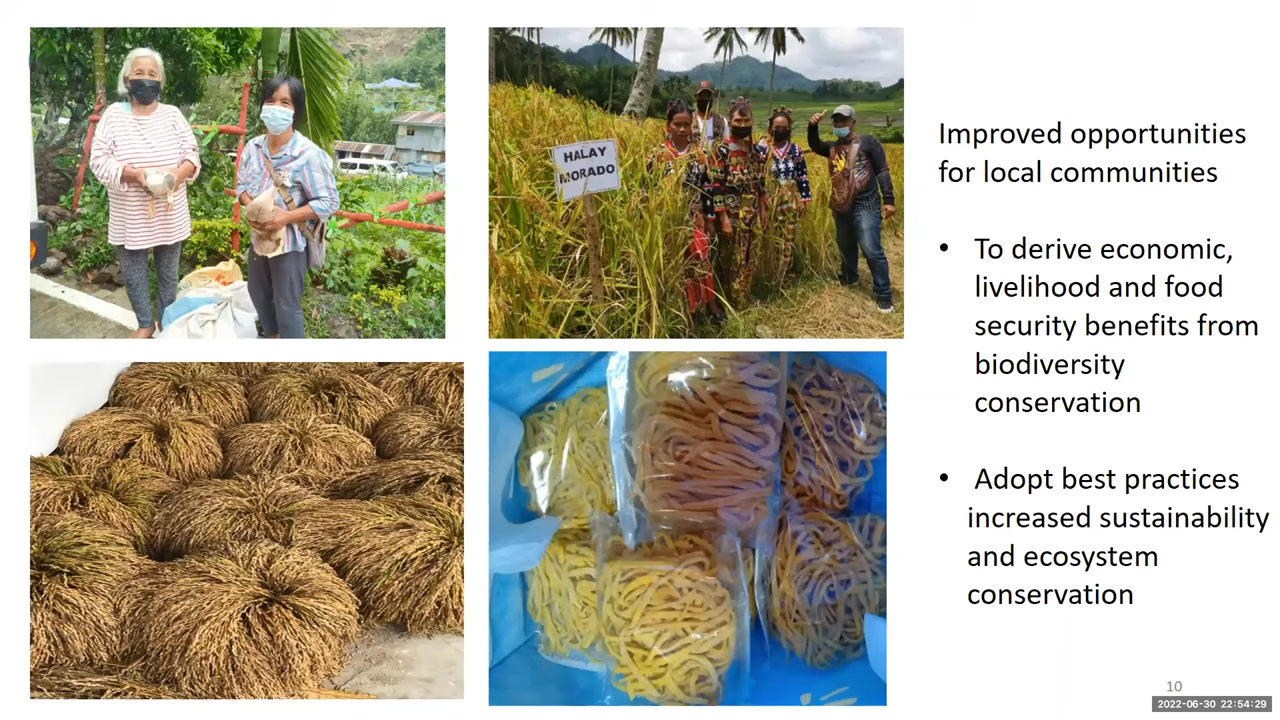 HALAY
MORADO
Improved opportunities
for local communities
• To derive economic,
livelihood and food
security benefits from
biodiversity
conservation
• Adopt best practices
increased sustainability
and ecosystem
conservation
10
2022-06-30 22:54:29